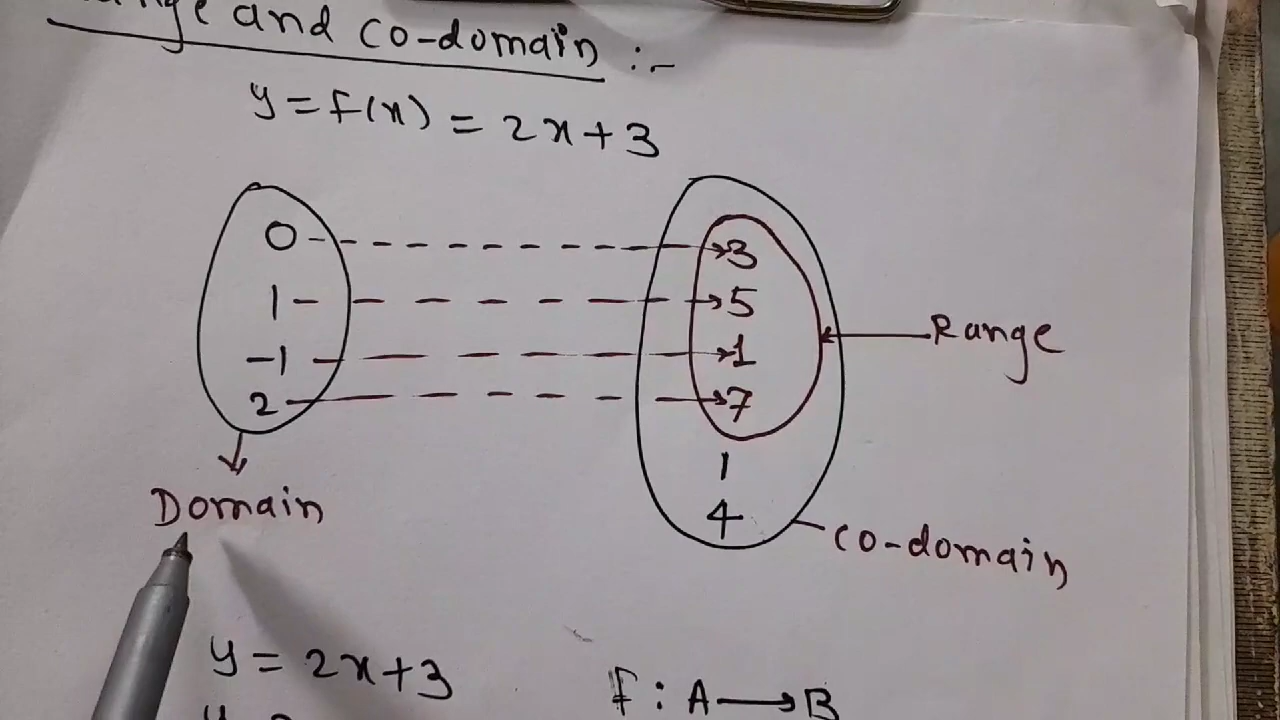 and co-domain :-
y = f(x) = 2x+3
0 3
1 5
-1 1
2 7
Range
1
4
Domain
co-domain
y = 2x+3
f : A → B